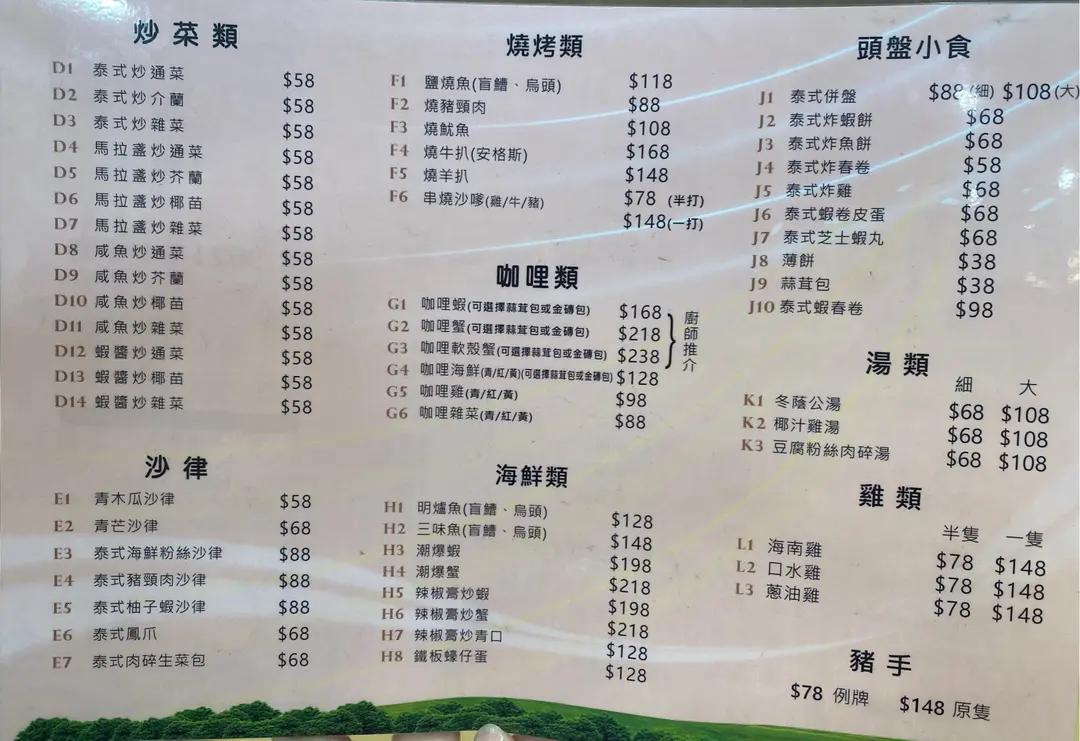 炒菜類
D1 泰式炒通菜 $58
D2 泰式炒介蘭 $58
D3 泰式炒雜菜 $58
D4 馬拉盞炒通菜 $58
D5 馬拉盞炒芥蘭 $58
D6 馬拉盞炒椰苗 $58
D7 馬拉盞炒雜菜 $58
D8 咸魚炒通菜 $58
D9 咸魚炒芥蘭 $58
D10 咸魚炒椰苗 $58
D11 咸魚炒雜菜 $58
D12 蝦醬炒通菜 $58
D13 蝦醬炒椰苗 $58
D14 蝦醬炒雜菜 $58
沙律
E1 青木瓜沙律 $58
E2 青芒沙律 $68
E3 泰式海鮮粉絲沙律 $88
E4 泰式豬頸肉沙律 $88
E5 泰式柚子蝦沙律 $88
E6 泰式鳳爪 $68
E7 泰式肉碎生菜包 $68
燒烤類
F1 鹽燒魚(盲鰽、烏頭) $118
F2 燒豬頸肉 $88
F3 燒魷魚 $108
F4 燒牛扒(安格斯) $168
F5 燒羊扒 $148
F6 串燒沙嗲(雞/牛/豬) $78 (半打)
$148(一打)
咖哩類
G1 咖哩蝦(可選擇蒜茸包或金磚包) $168
G2 咖哩蟹(可選擇蒜茸包或金磚包) $218
G3 咖哩軟殼蟹(可選擇蒜茸包或金磚包) $238
G4 咖哩海鮮(青/紅/黃)(可選擇蒜茸包或金磚包) $128
廚師推介
G5 咖哩雞(青/紅/黃) $98
G6 咖哩雜菜(青/紅/黃) $88
海鮮類
H1 明爐魚(盲鰽、烏頭) $128
H2 三味魚(盲鰽、烏頭) $148
H3 潮爆蝦 $198
H4 潮爆蟹 $218
H5 辣椒膏炒蝦 $198
H6 辣椒膏炒蟹 $218
H7 辣椒膏炒青口 $128
H8 鐵板蠔仔蛋 $128
頭盤小食
J1 泰式併盤 $88(細) $108(大)
J2 泰式炸蝦餅 $68
J3 泰式炸魚餅 $68
J4 泰式炸春卷 $58
J5 泰式炸雞 $68
J6 泰式蝦卷皮蛋 $68
J7 泰式芝士蝦丸 $68
J8 薄餅 $38
J9 蒜茸包 $38
J10 泰式蝦春卷 $98
湯類
細 大
K1 冬蔭公湯 $68 $108
K2 椰汁雞湯 $68 $108
K3 豆腐粉絲肉碎湯 $68 $108
雞類
半隻 一隻
L1 海南雞 $78 $148
L2 口水雞 $78 $148
L3 蔥油雞 $78 $148
豬手
$78 例牌 $148 原隻